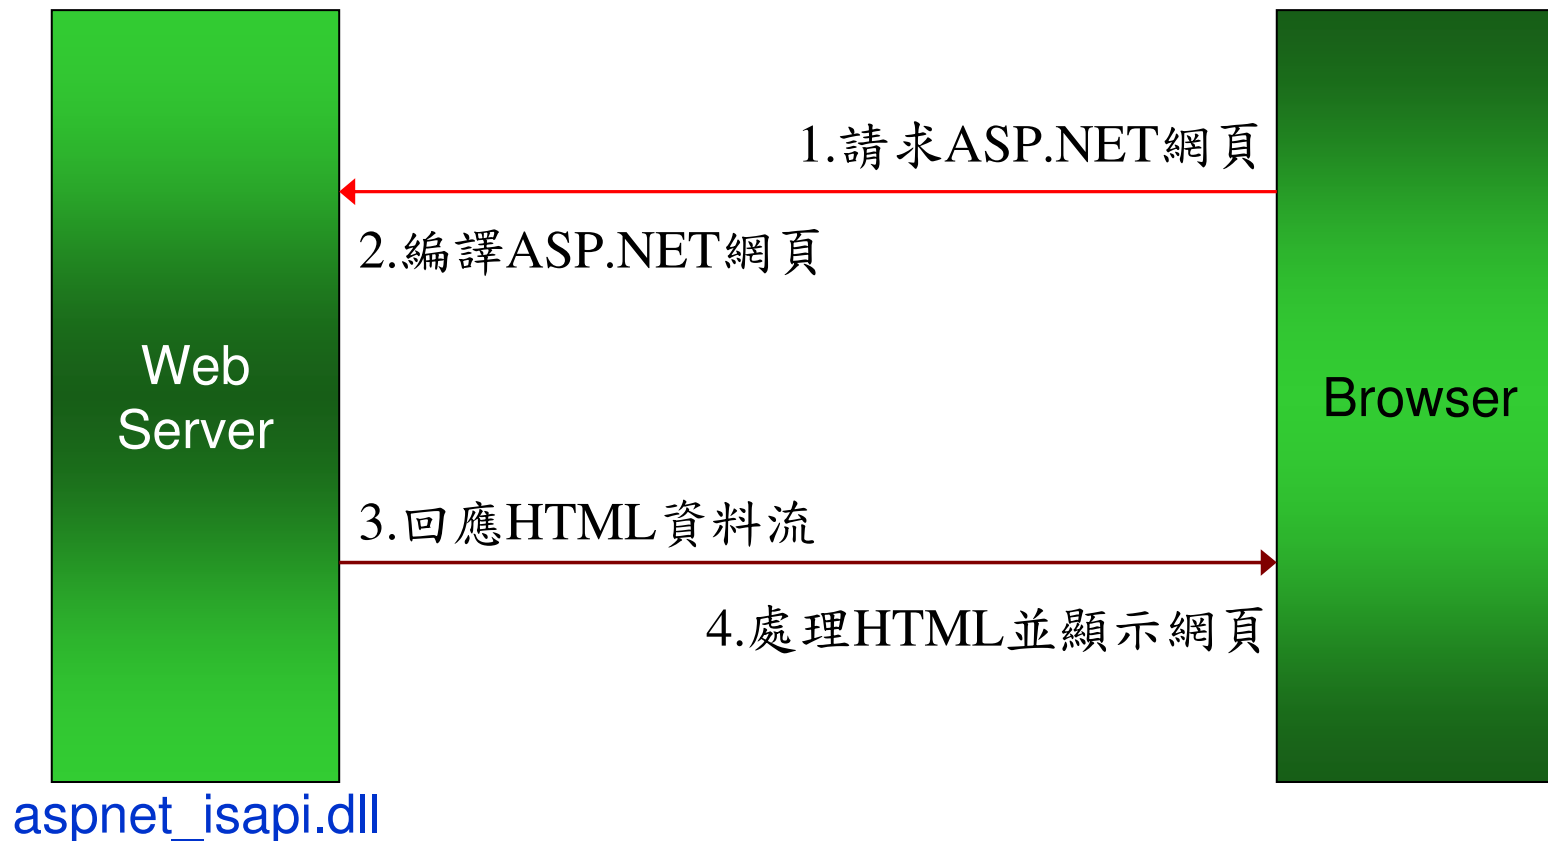 1.請求ASP.NET網頁
2.編譯ASP.NET網頁
Web
Server
Browser
3.回應HTML資料流
4.處理HTML並顯示網頁
aspnet_isapi.dll